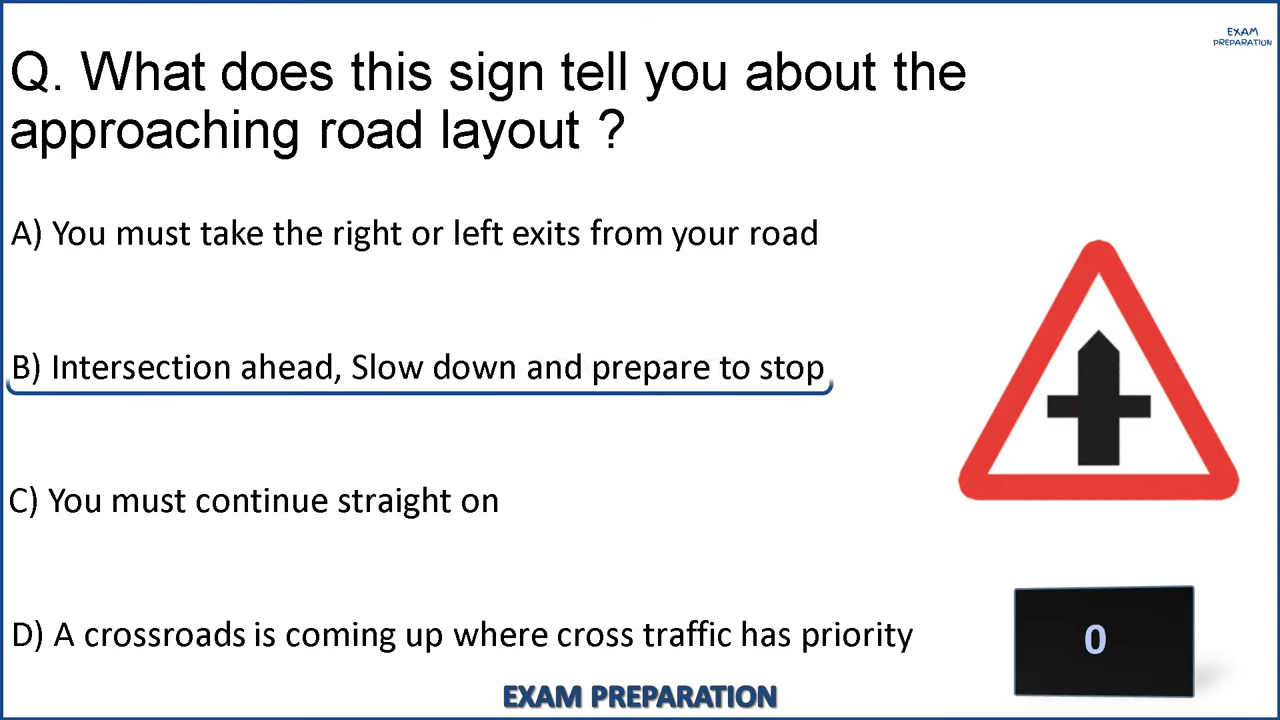 EXAM
PREPARATION
Q. What does this sign tell you about the
approaching road layout ?
A) You must take the right or left exits from your road
B) Intersection ahead, Slow down and prepare to stop
C) You must continue straight on
D) A crossroads is coming up where cross traffic has priority
0
EXAM PREPARATION